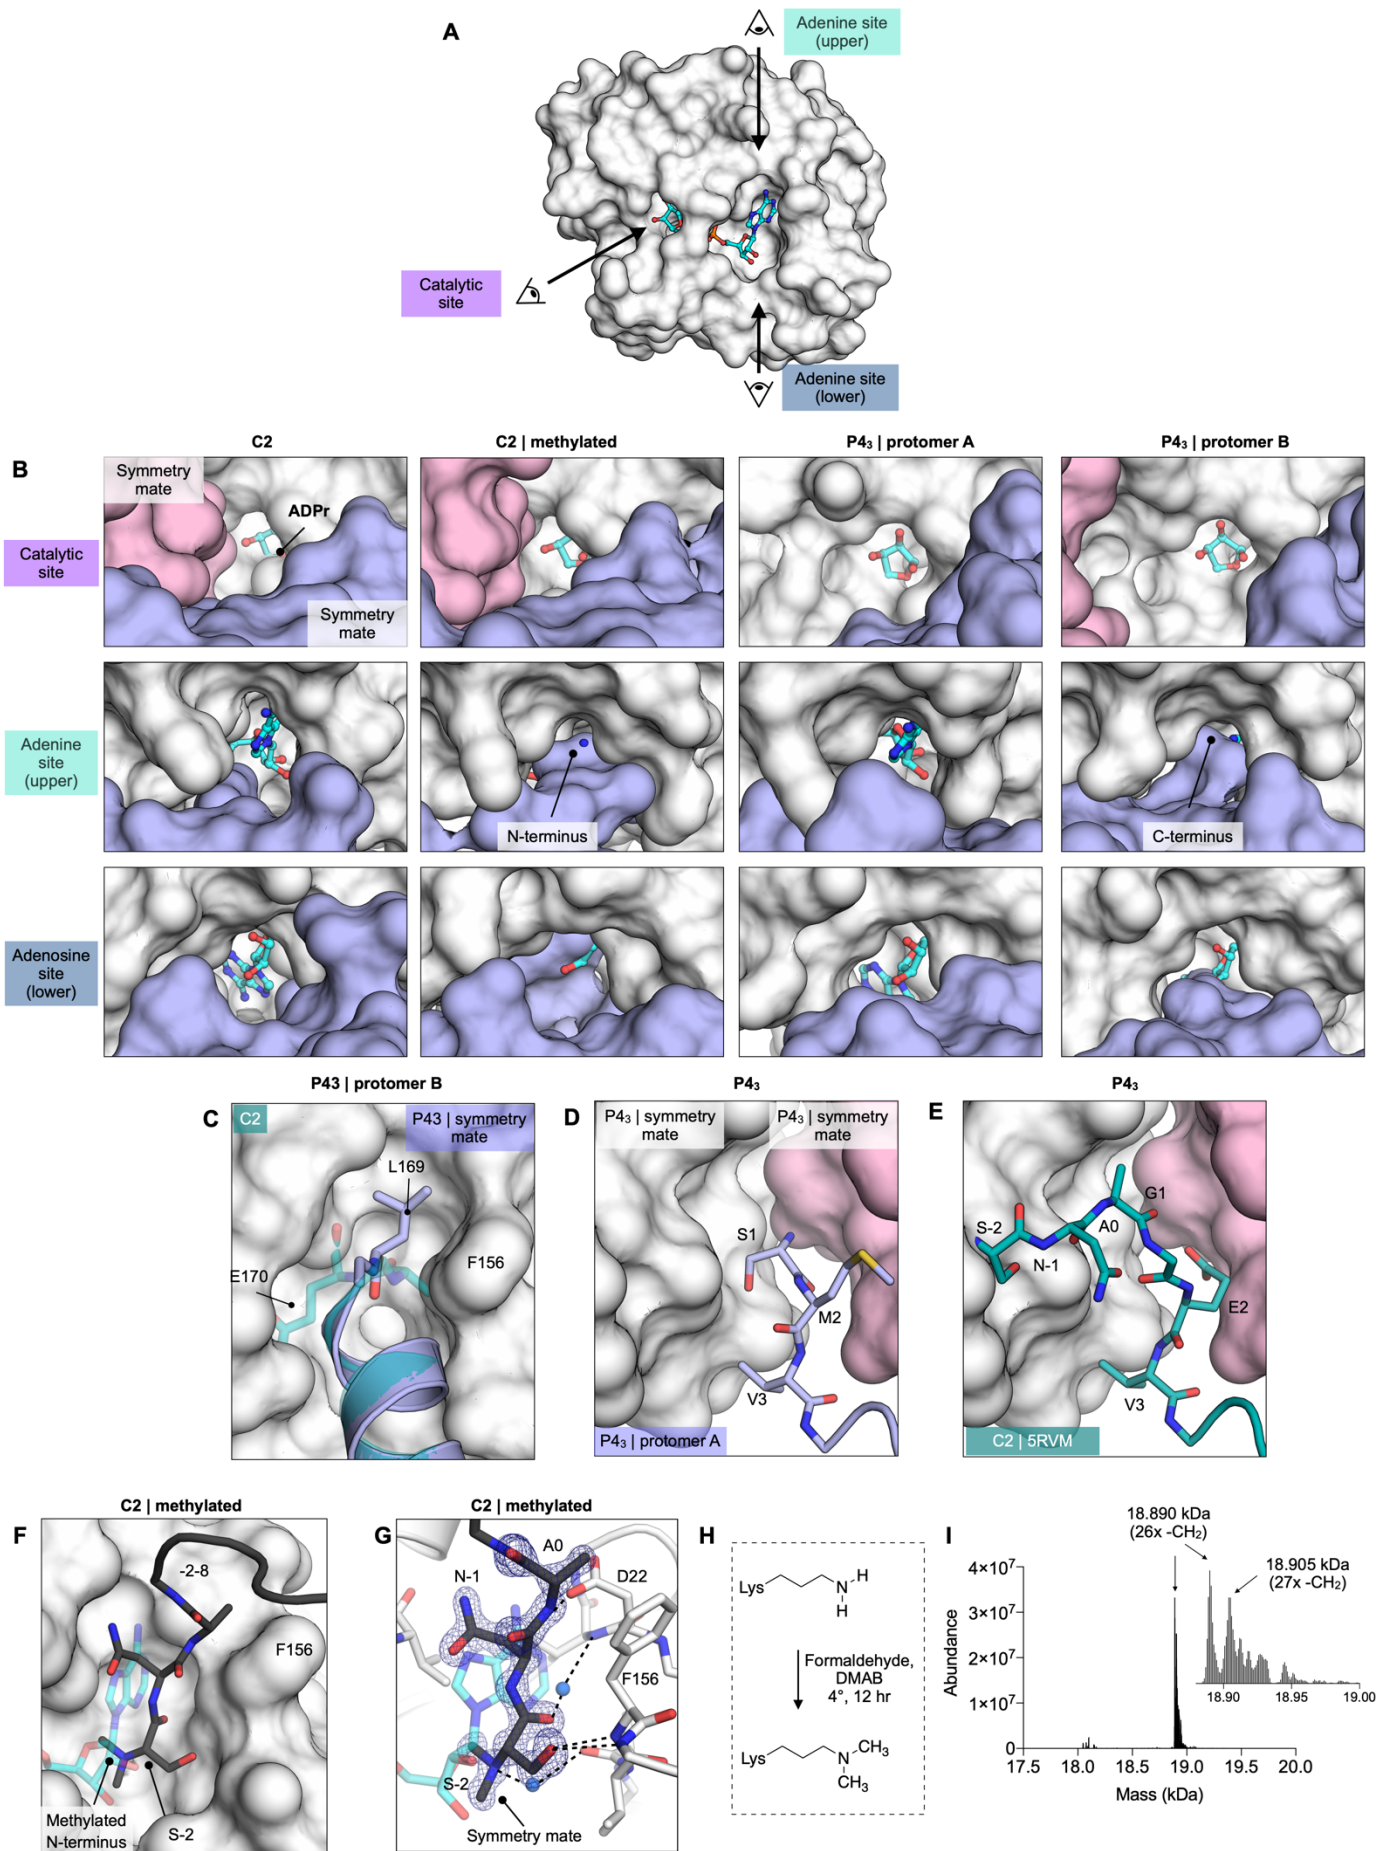 A
Adenine site
(upper)
Catalytic
site
Adenine site
(lower)
B
C2
C2 | methylated
P4₃ | protomer A
P4₃ | protomer B
Symmetry
mate
ADPr
Symmetry
mate
Catalytic
site
Adenine
site
(upper)
N-terminus
C-terminus
Adenosine
site
(lower)
P43 | protomer B
P4₃
P4₃
C
C2
P43 | symmetry
mate
L169
E170
F156
D
P4₃ | symmetry
mate
P4₃ | symmetry
mate
S1
M2
V3
P4₃ | protomer A
E
G1
S-2
A0
N-1
E2
V3
C2 | 5RVM
C2 | methylated
F
-2-8
F156
Methylated
N-terminus
S-2
C2 | methylated
G
A0
N-1
D22
F156
S-2
Symmetry mate
H
Lys
N
H
H
Formaldehyde,
DMAB
4°, 12 hr
Lys
N
CH₃
CH₃
I
18.890 kDa
(26x -CH₂)
18.905 kDa
(27x -CH₂)
Abundance
4×10⁷
3×10⁷
2×10⁷
1×10⁷
0
18.90 18.95 19.00
17.5 18.0 18.5 19.0 19.5 20.0
Mass (kDa)